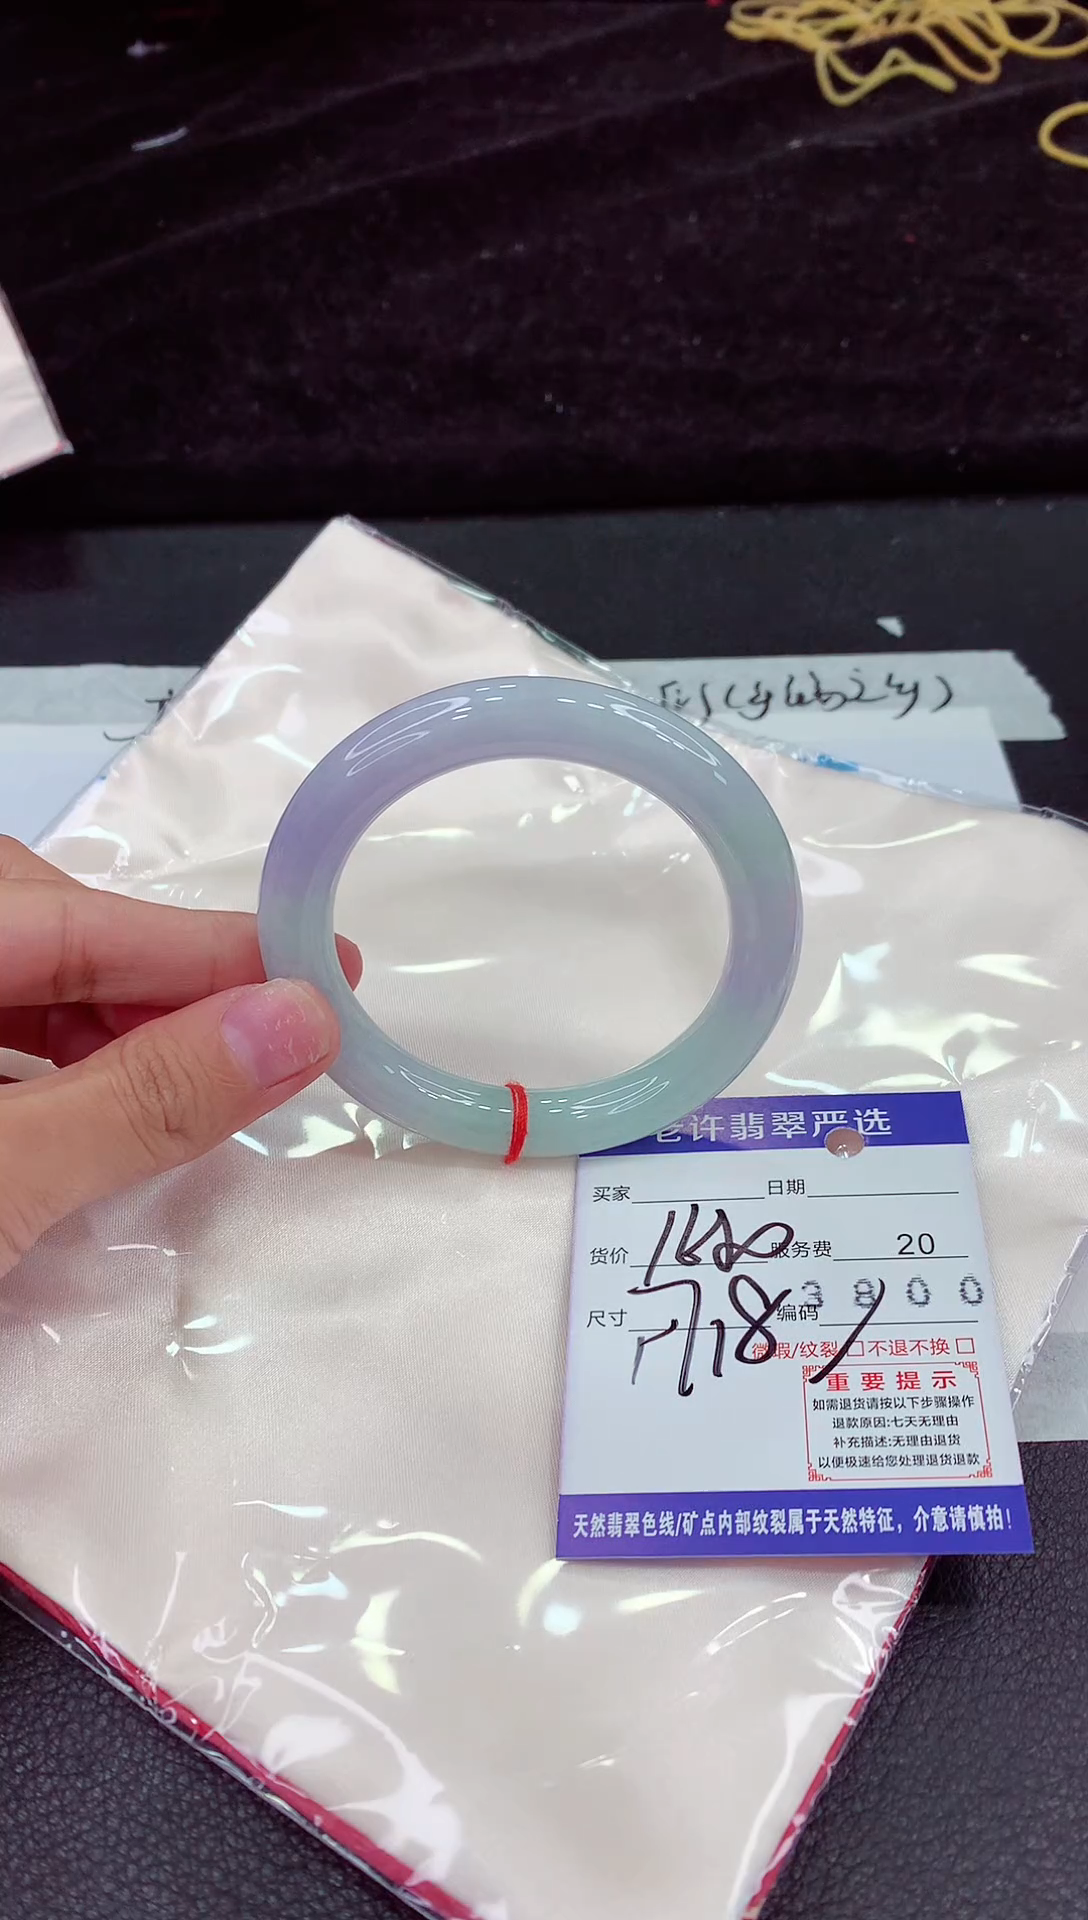 老许翡翠严选
买家 日期
货价 服务费 20
尺寸 编码 3800
微瑕/纹裂 □ 不退不换 □
重要提示
如需退货请按以下步骤操作
退款原因:七天无理由
补充描述:无理由退货
以便极速给您处理退货退款
天然翡翠色线/矿点内部纹裂属于天然特征，介意请慎拍!